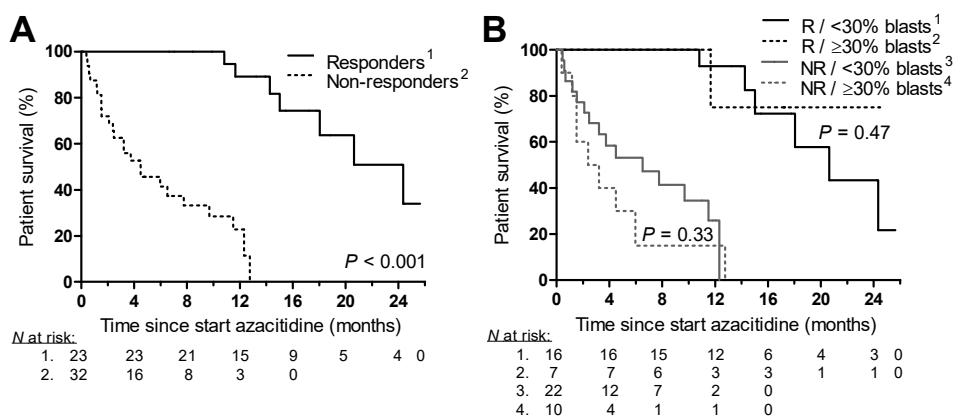 A
100
80
60
40
20
0
Patient survival (%)
Responders¹
Non-responders²
P < 0.001
0 4 8 12 16 20 24
Time since start azacitidine (months)
N at risk:
1. 23 23 21 15 9 5 4 0
2. 32 16 8 3 0
B
100
80
60
40
20
0
Patient survival (%)
R / <30% blasts¹
R / ≥30% blasts²
NR / <30% blasts³
NR / ≥30% blasts⁴
P = 0.47
P = 0.33
0 4 8 12 16 20 24
Time since start azacitidine (months)
N at risk:
1. 16 16 15 12 6 4 3 0
2. 7 7 6 3 3 1 1 0
3. 22 12 7 2 0
4. 10 4 1 1 0